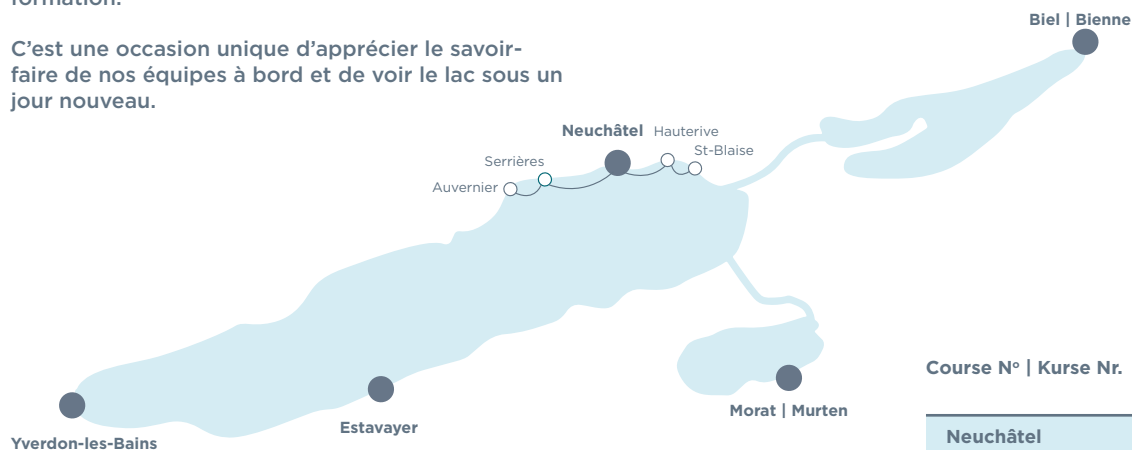 formation.
C'est une occasion unique d'apprécier le savoir-
faire de nos équipes à bord et de voir le lac sous un
jour nouveau.
Biel | Bienne
Neuchâtel
Hauterive
St-Blaise
Serrières
Auvernier
Course Nº | Kurse Nr.
Morat | Murten
Estavayer
Neuchâtel
Yverdon-les-Bains